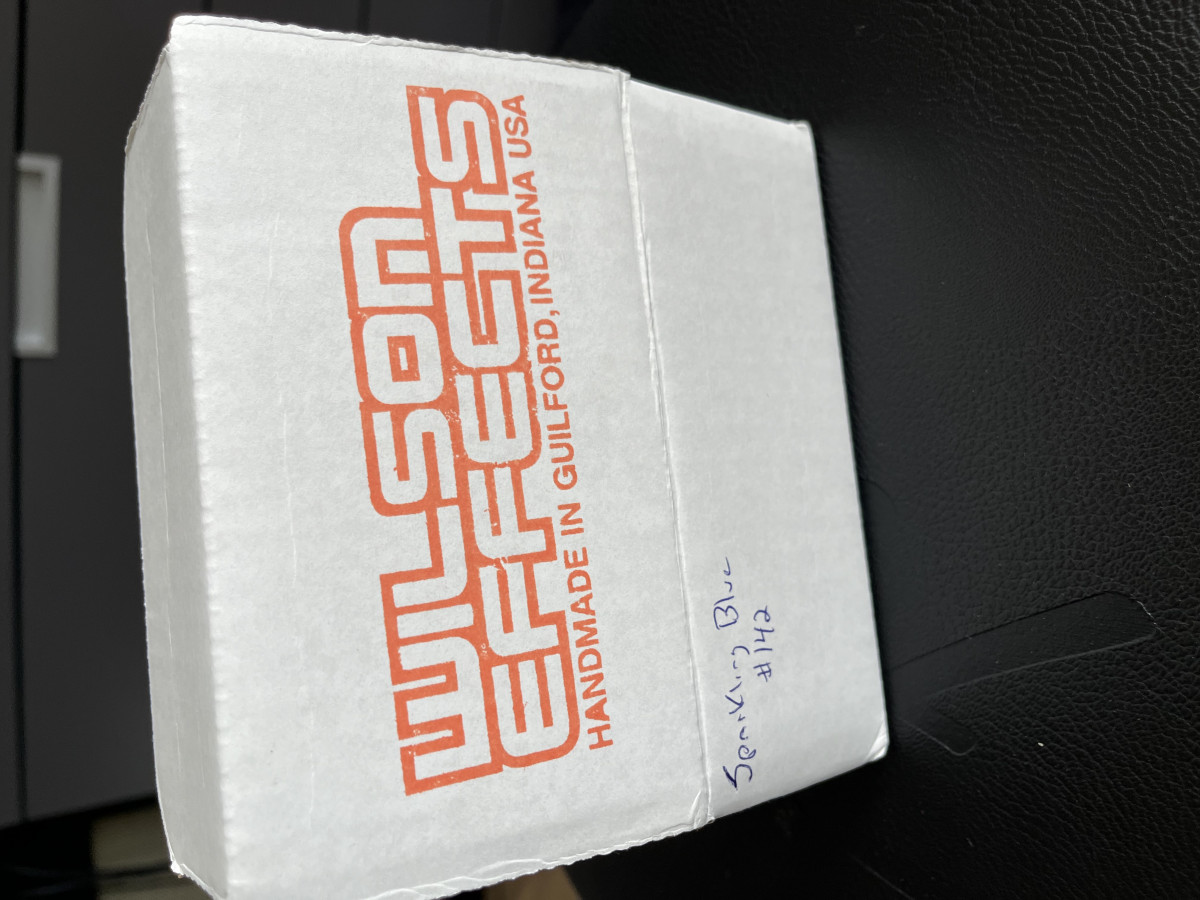 WILSON
EFFECTS
HANDMADE IN GUILFORD, INDIANA USA
Sparkling Blue
#142